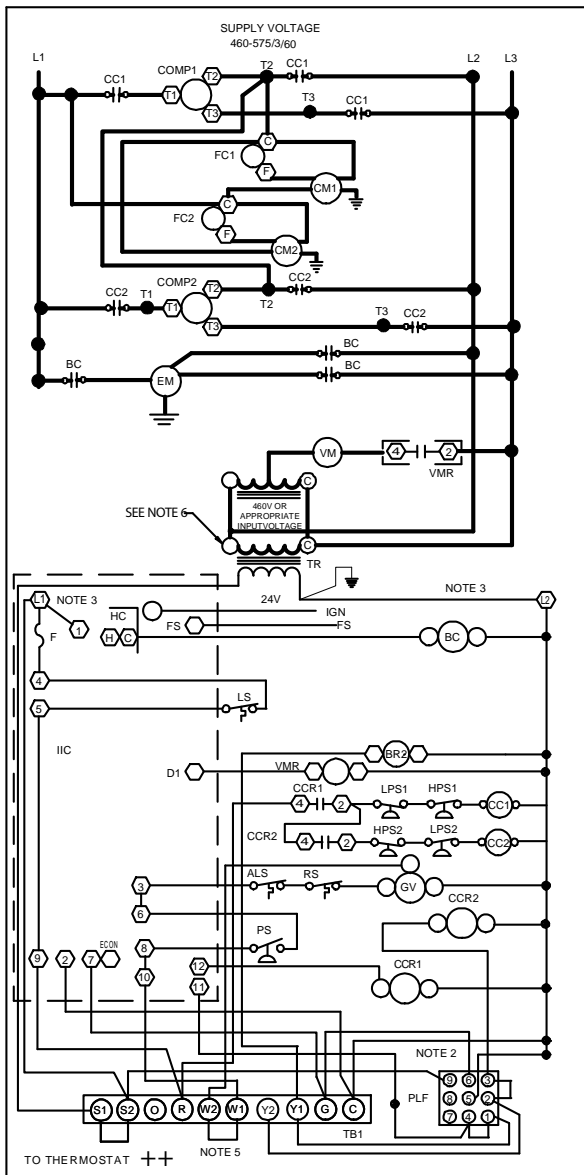 SUPPLY VOLTAGE
460-575/3/60
L1
L2
L3
CC1
COMP1
T2
T2
CC1
T1
T3
T3
CC1
C
FC1
F
CM1
C
FC2
F
CM2
CC2
T1
COMP2
T1
T2
T2
CC2
T3
T3
CC2
BC
BC
EM
BC
VM
4
2
VMR
C
460V OR
APPROPRIATE
INPUTVOLTAGE
SEE NOTE 6
C
TR
24V
NOTE 3
L1
NOTE 3
L2
HC
IGN
1
F
FS
FS
H
C
BC
4
5
LS
IIC
BR2
D1
VMR
CCR1
LPS1
HPS1
4
2
CC1
CCR2
4
2
HPS2
LPS2
CC2
ALS
RS
3
GV
CCR2
6
PS
ECON
9
2
7
8
12
CCR1
10
11
NOTE 2
9
6
3
PLF
8
5
2
7
4
1
S1
S2
O
R
W2
W1
Y2
Y1
G
C
TO THERMOSTAT ++
NOTE 5
TB1